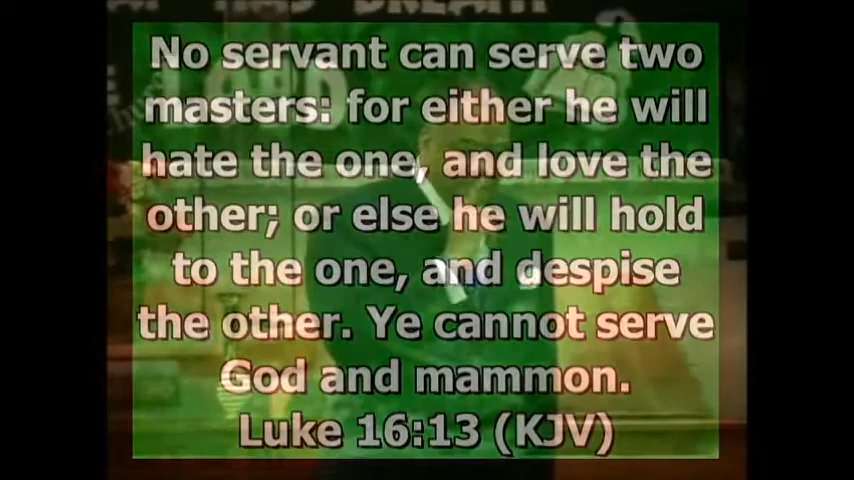 HAD DREAM
No servant can serve two
masters: for either he will
hate the one, and love the
other; or else he will hold
to the one, and despise
the other. Ye cannot serve
God and mammon.
Luke 16:13 (KJV)